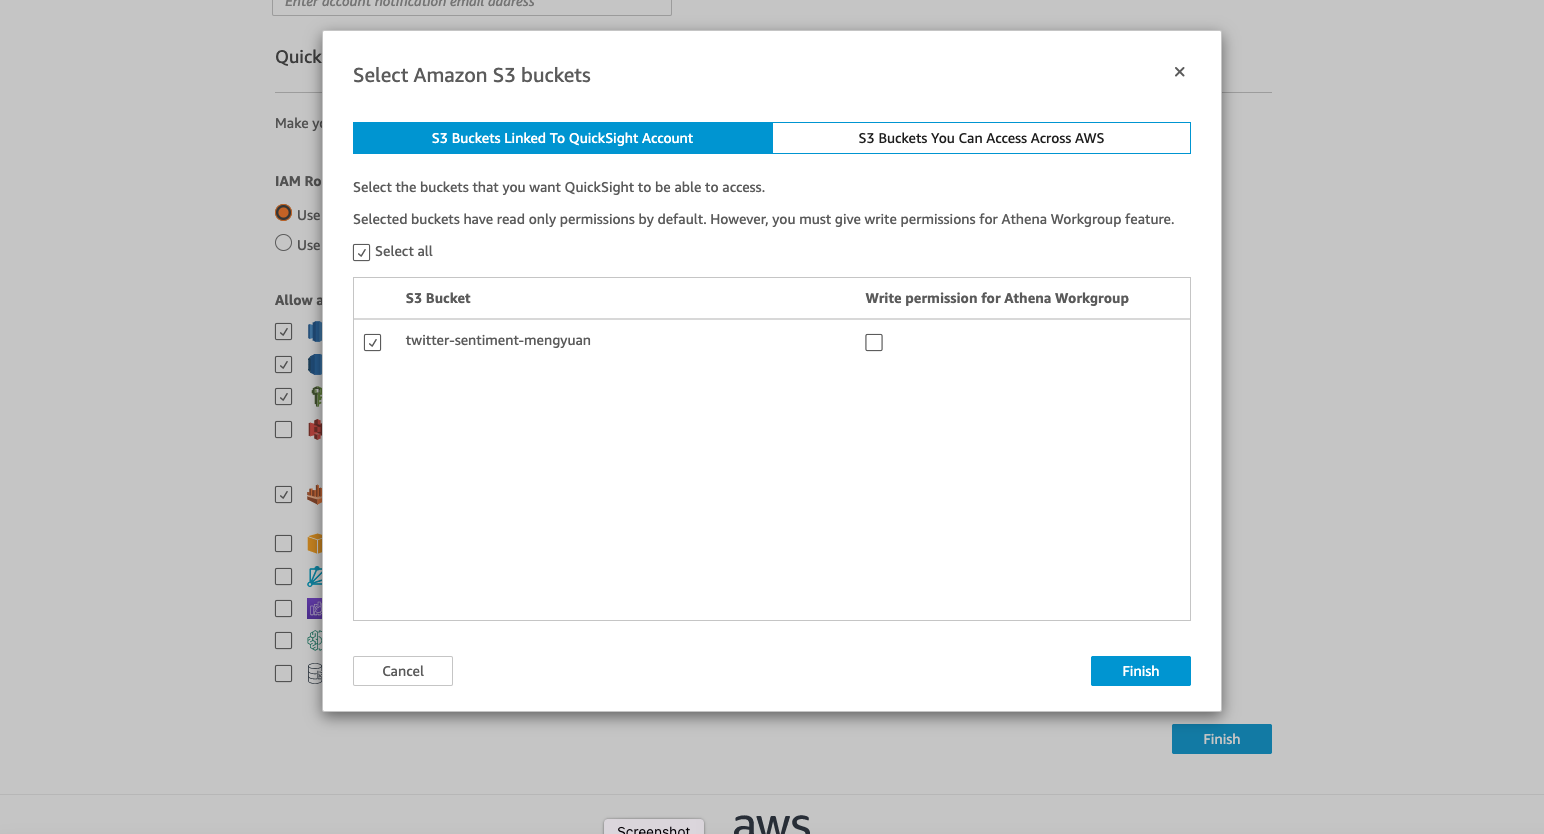 Enter account notification email address
Quick
Select Amazon S3 buckets
S3 Buckets Linked To QuickSight Account
S3 Buckets You Can Access Across AWS
Make
Select the buckets that you want QuickSight to be able to access.
IAM Ro
Use
Selected buckets have read only permissions by default. However, you must give write permissions for Athena Workgroup feature.
Use
Select all
Allow a
S3 Bucket
Write permission for Athena Workgroup
twitter-sentiment-mengyuan
Cancel
Finish
Finish
Screenshot
aws